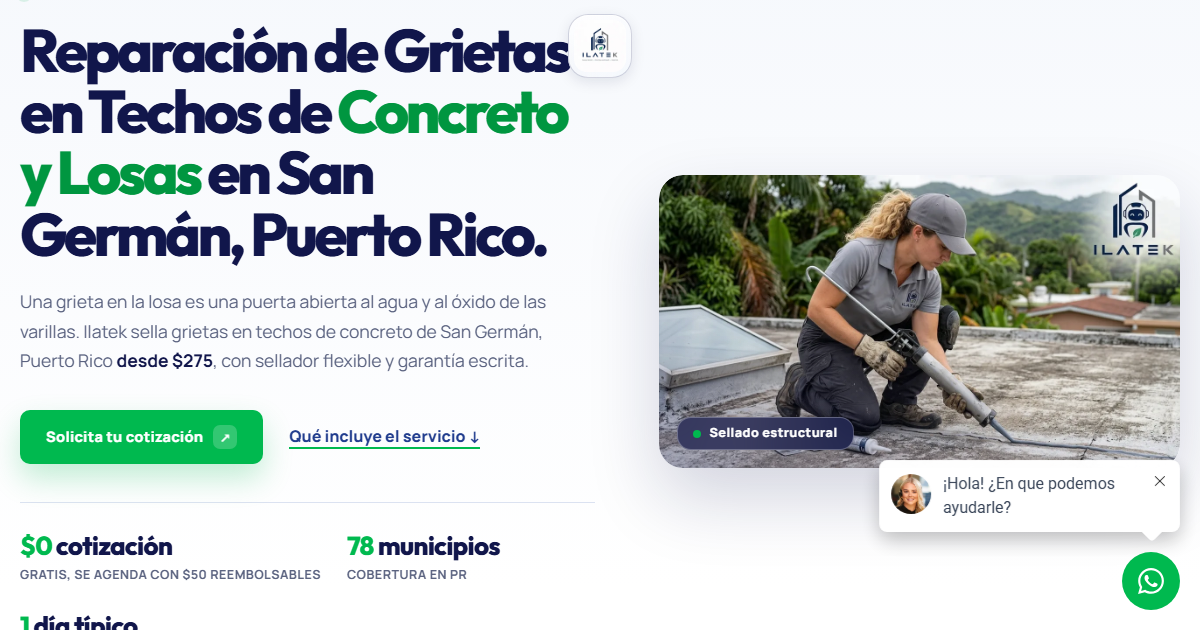 Reparación de Grietas
en Techos de Concreto
y Losas en San
Germán, Puerto Rico.
ILATEK
Una grieta en la losa es una puerta abierta al agua y al óxido de las
varillas. Ilatek sella grietas en techos de concreto de San Germán,
Puerto Rico desde $275, con sellador flexible y garantía escrita.
Solicita tu cotización ↗
Qué incluye el servicio ↓
$0 cotización
GRATIS, SE AGENDA CON $50 REEMBOLSABLES
78 municipios
COBERTURA EN PR
1 día típico
ILATEK
ILATEK
Sellado estructural
¡Hola! ¿En que podemos
ayudarle?